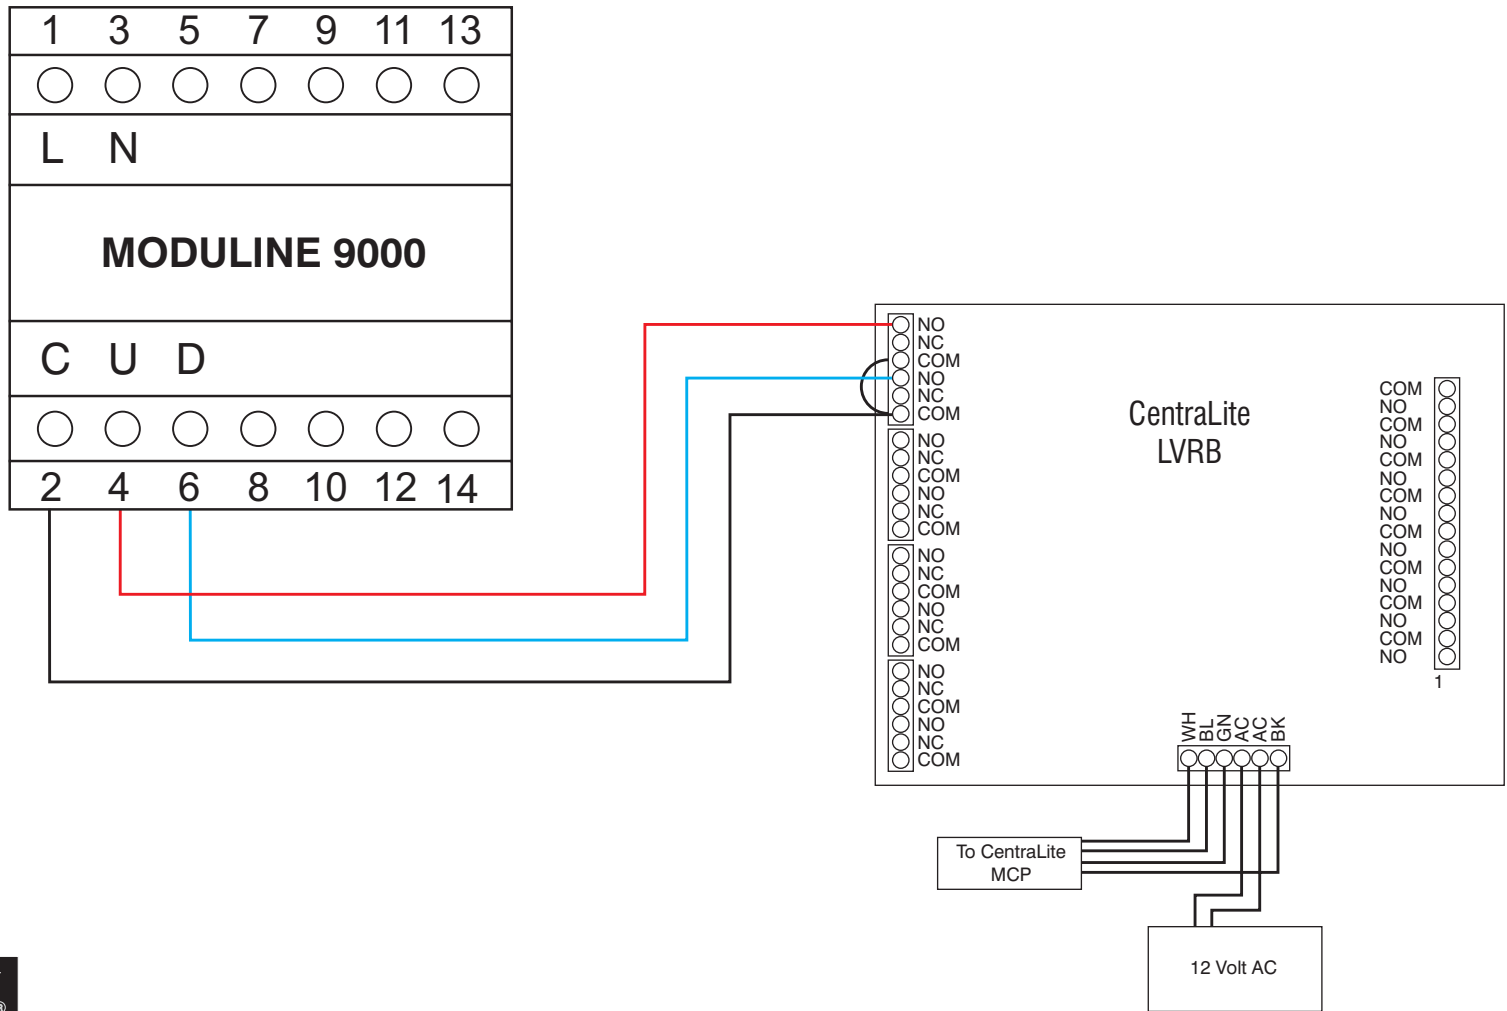 1 3 5 7 9 11 13
L N
MODULINE 9000
C U D
2 4 6 8 10 12 14
NO
NC
COM
NO
NC
COM
NO
NC
COM
NO
NC
COM
NO
NC
COM
NO
NC
COM
NO
NC
COM
NO
NC
COM
CentraLite
LVRB
COM
NO
COM
NO
COM
NO
COM
NO
COM
NO
COM
NO
COM
NO
COM
NO
1
WH
BL
GN
AC
AC
BK
To CentraLite
MCP
12 Volt AC
®